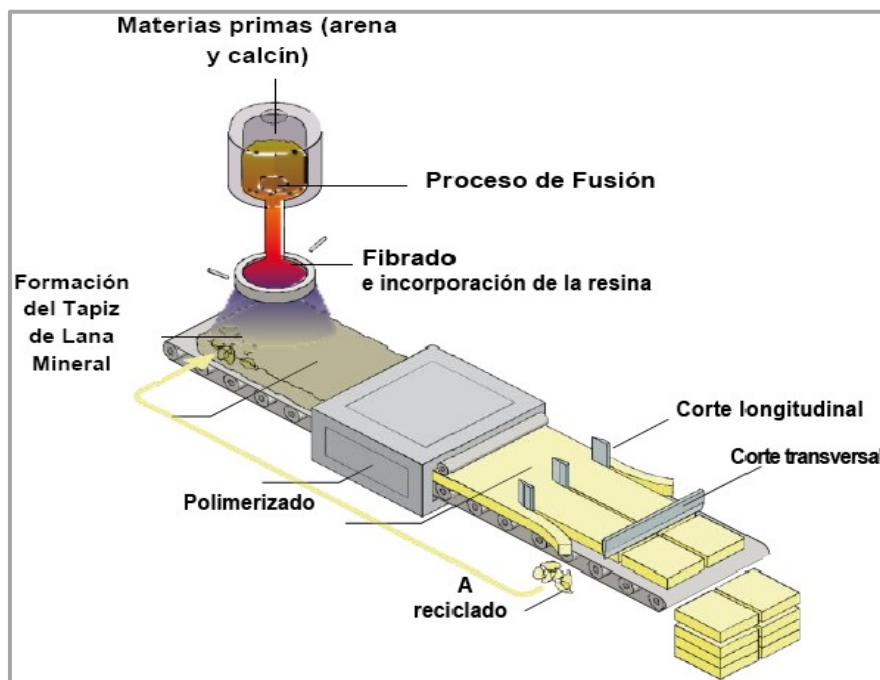 Materias primas (arena
y calcín)
Proceso de Fusión
Fibrado
e incorporación de la resina
Formación
del Tapiz
de Lana
Mineral
Corte longitudinal
Corte transversal
Polimerizado
A
reciclado